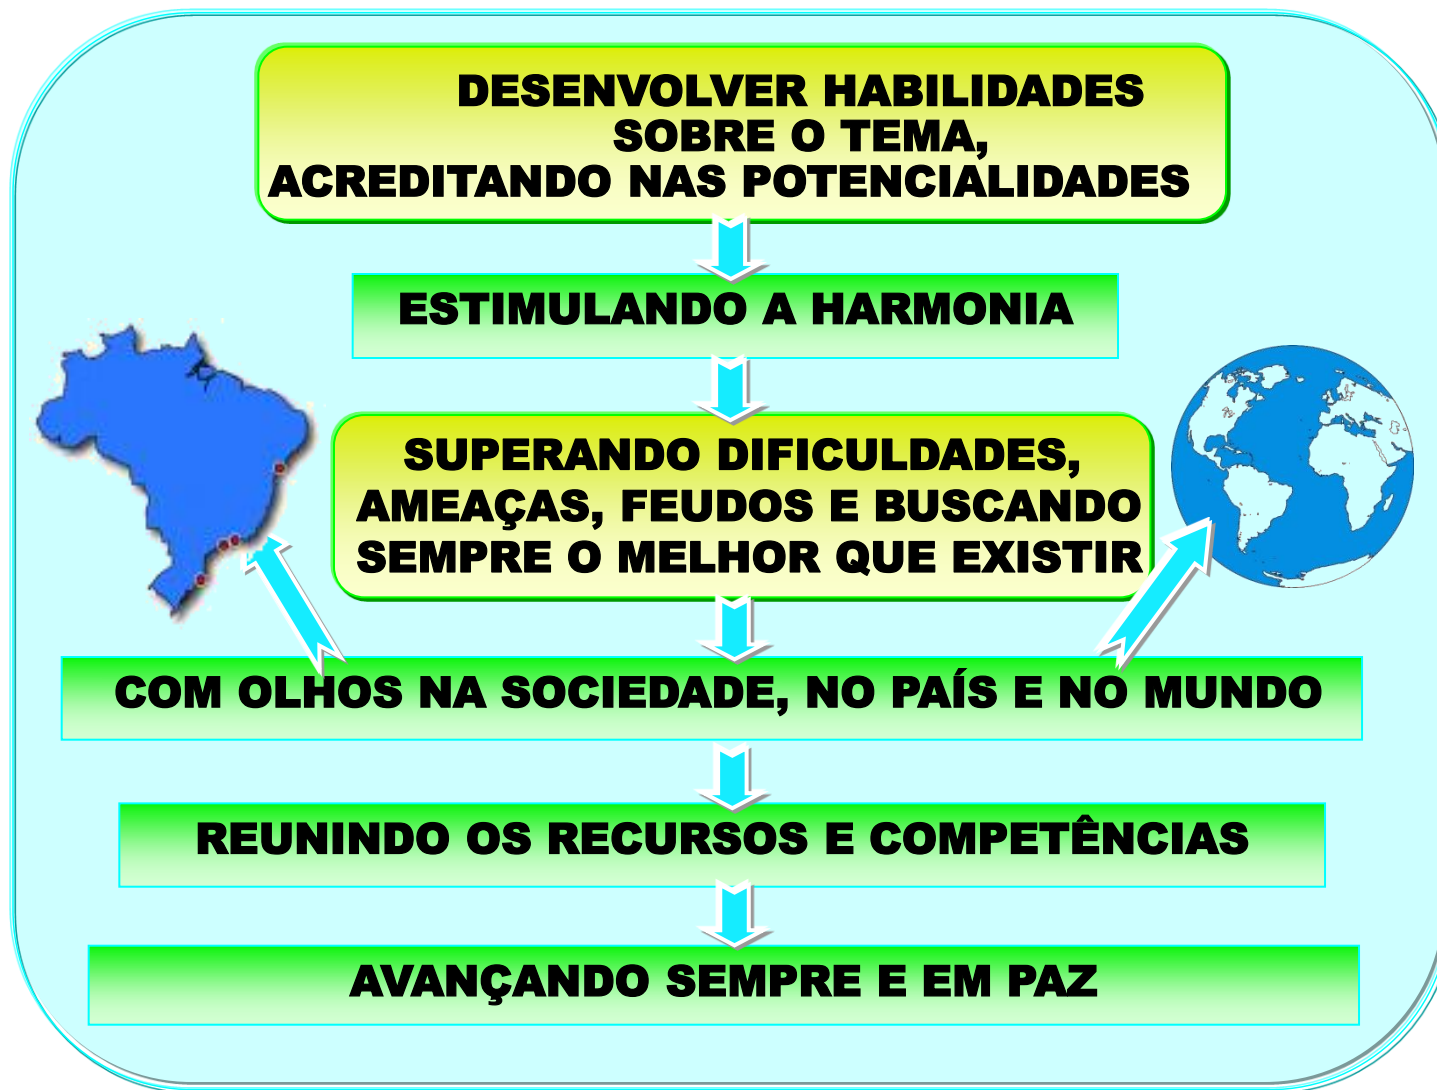 DESENVOLVER HABILIDADES
SOBRE O TEMA,
ACREDITANDO NAS POTENCIALIDADES
ESTIMULANDO A HARMONIA
SUPERANDO DIFICULDADES,
AMEAÇAS, FEUDOS E BUSCANDO
SEMPRE O MELHOR QUE EXISTIR
COM OLHOS NA SOCIEDADE, NO PAÍS E NO MUNDO
REUNINDO OS RECURSOS E COMPETÊNCIAS
AVANÇANDO SEMPRE E EM PAZ